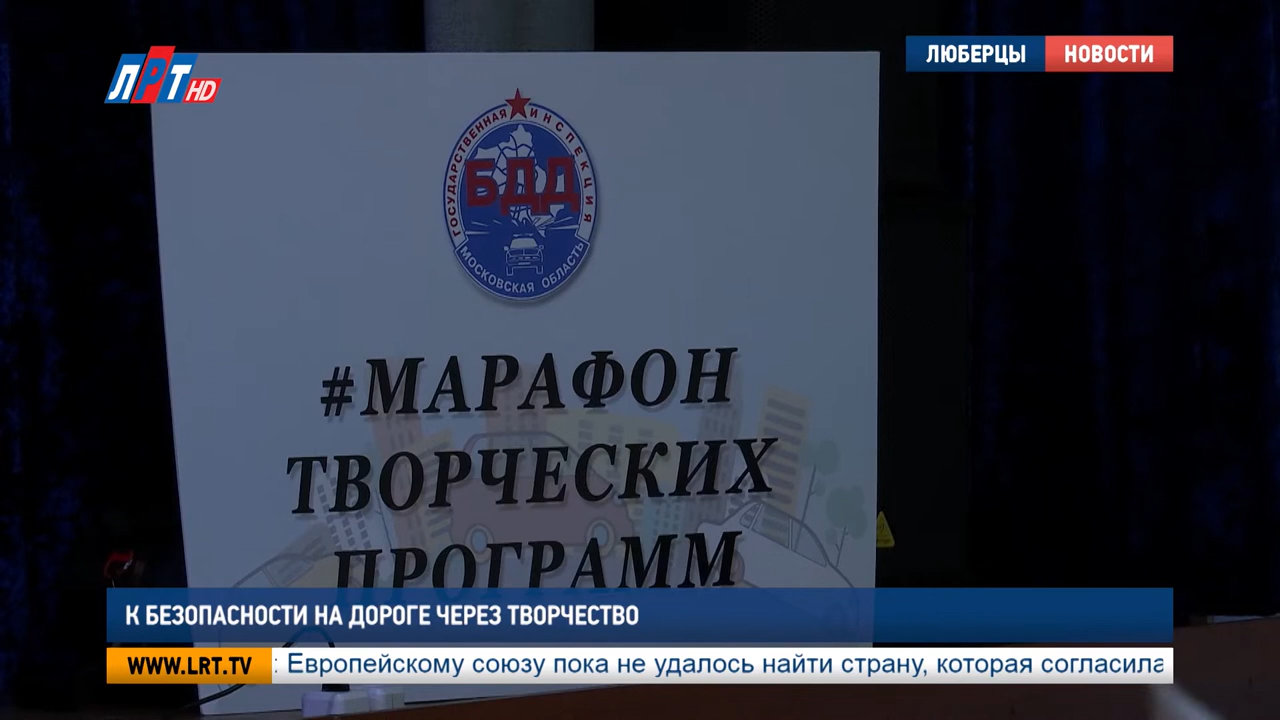 ЛРТ HD
ЛЮБЕРЦЫ НОВОСТИ
ГОСУДАРСТВЕННАЯ ИНСПЕКЦИЯ
БДД
МОСКОВСКАЯ ОБЛАСТЬ
#МАРАФОН
ТВОРЧЕСКИХ
ПРОГРАММ
К БЕЗОПАСНОСТИ НА ДОРОГЕ ЧЕРЕЗ ТВОРЧЕСТВО
WWW.LRT.TV : Европейскому союзу пока не удалось найти страну, которая согласила